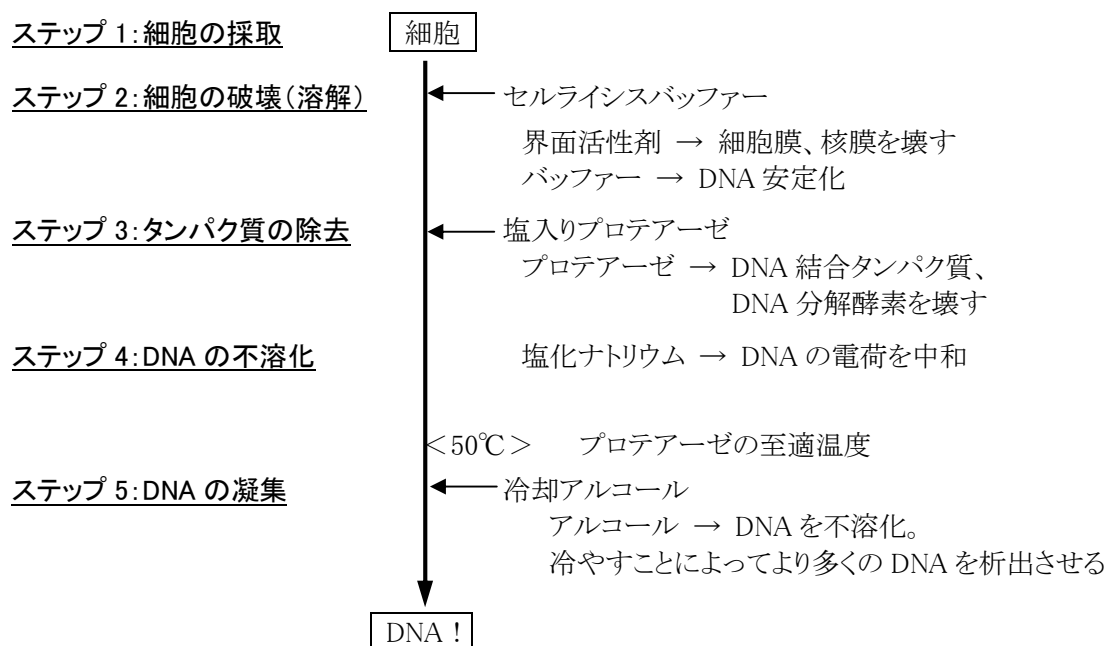 ステップ 1：細胞の採取 細胞
ステップ 2：細胞の破壊（溶解） セルライシスバッファー
界面活性剤 → 細胞膜、核膜を壊す
バッファー → DNA 安定化
ステップ 3：タンパク質の除去 塩入りプロテアーゼ
プロテアーゼ → DNA 結合タンパク質、
DNA 分解酵素を壊す
ステップ 4：DNA の不溶化 塩化ナトリウム → DNA の電荷を中和
＜50℃＞ プロテアーゼの至適温度
ステップ 5：DNA の凝集 冷却アルコール
アルコール → DNA を不溶化。
冷やすことによってより多くの DNA を析出させる
DNA！